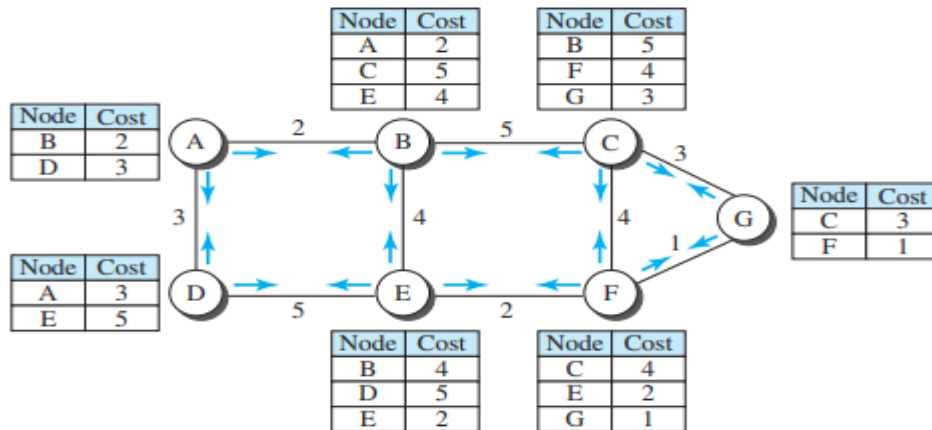 Node Cost
A 2
C 5
E 4
Node Cost
B 5
F 4
G 3
Node Cost
B 2
D 3
A
2
B
5
C
3
3
4
4
G
1
Node Cost
C 3
F 1
Node Cost
A 3
E 5
D
5
E
2
F
Node Cost
B 4
D 5
E 2
Node Cost
C 4
E 2
G 1